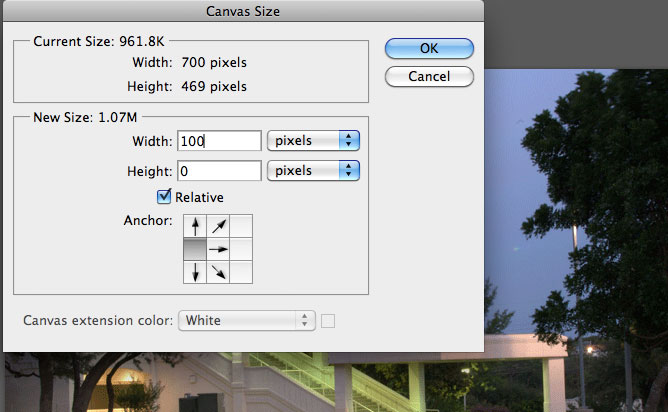 Canvas Size
Current Size: 961.8K
Width: 700 pixels
Height: 469 pixels
OK
Cancel
New Size: 1.07M
Width: 100 pixels
Height: 0 pixels
Relative
Anchor:
Canvas extension color: White